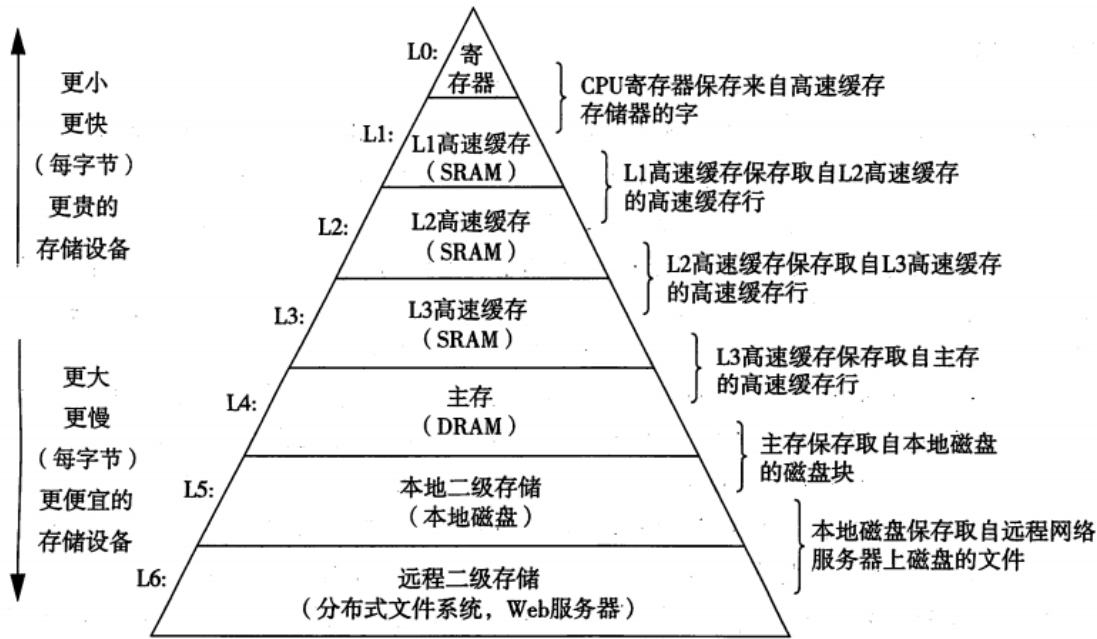 更小
更快
（每字节）
更贵的
存储设备
更大
更慢
（每字节）
更便宜的
存储设备
L0:
寄
存器
CPU寄存器保存来自高速缓存
存储器的字
L1:
L1高速缓存
（SRAM）
L1高速缓存保存取自L2高速缓存
的高速缓存行
L2:
L2高速缓存
（SRAM）
L2高速缓存保存取自L3高速缓存
的高速缓存行
L3:
L3高速缓存
（SRAM）
L3高速缓存保存取自主存
的高速缓存行
L4:
主存
（DRAM）
主存保存取自本地磁盘
的磁盘块
L5:
本地二级存储
（本地磁盘）
本地磁盘保存取自远程网络
服务器上磁盘的文件
L6:
远程二级存储
（分布式文件系统，Web服务器）